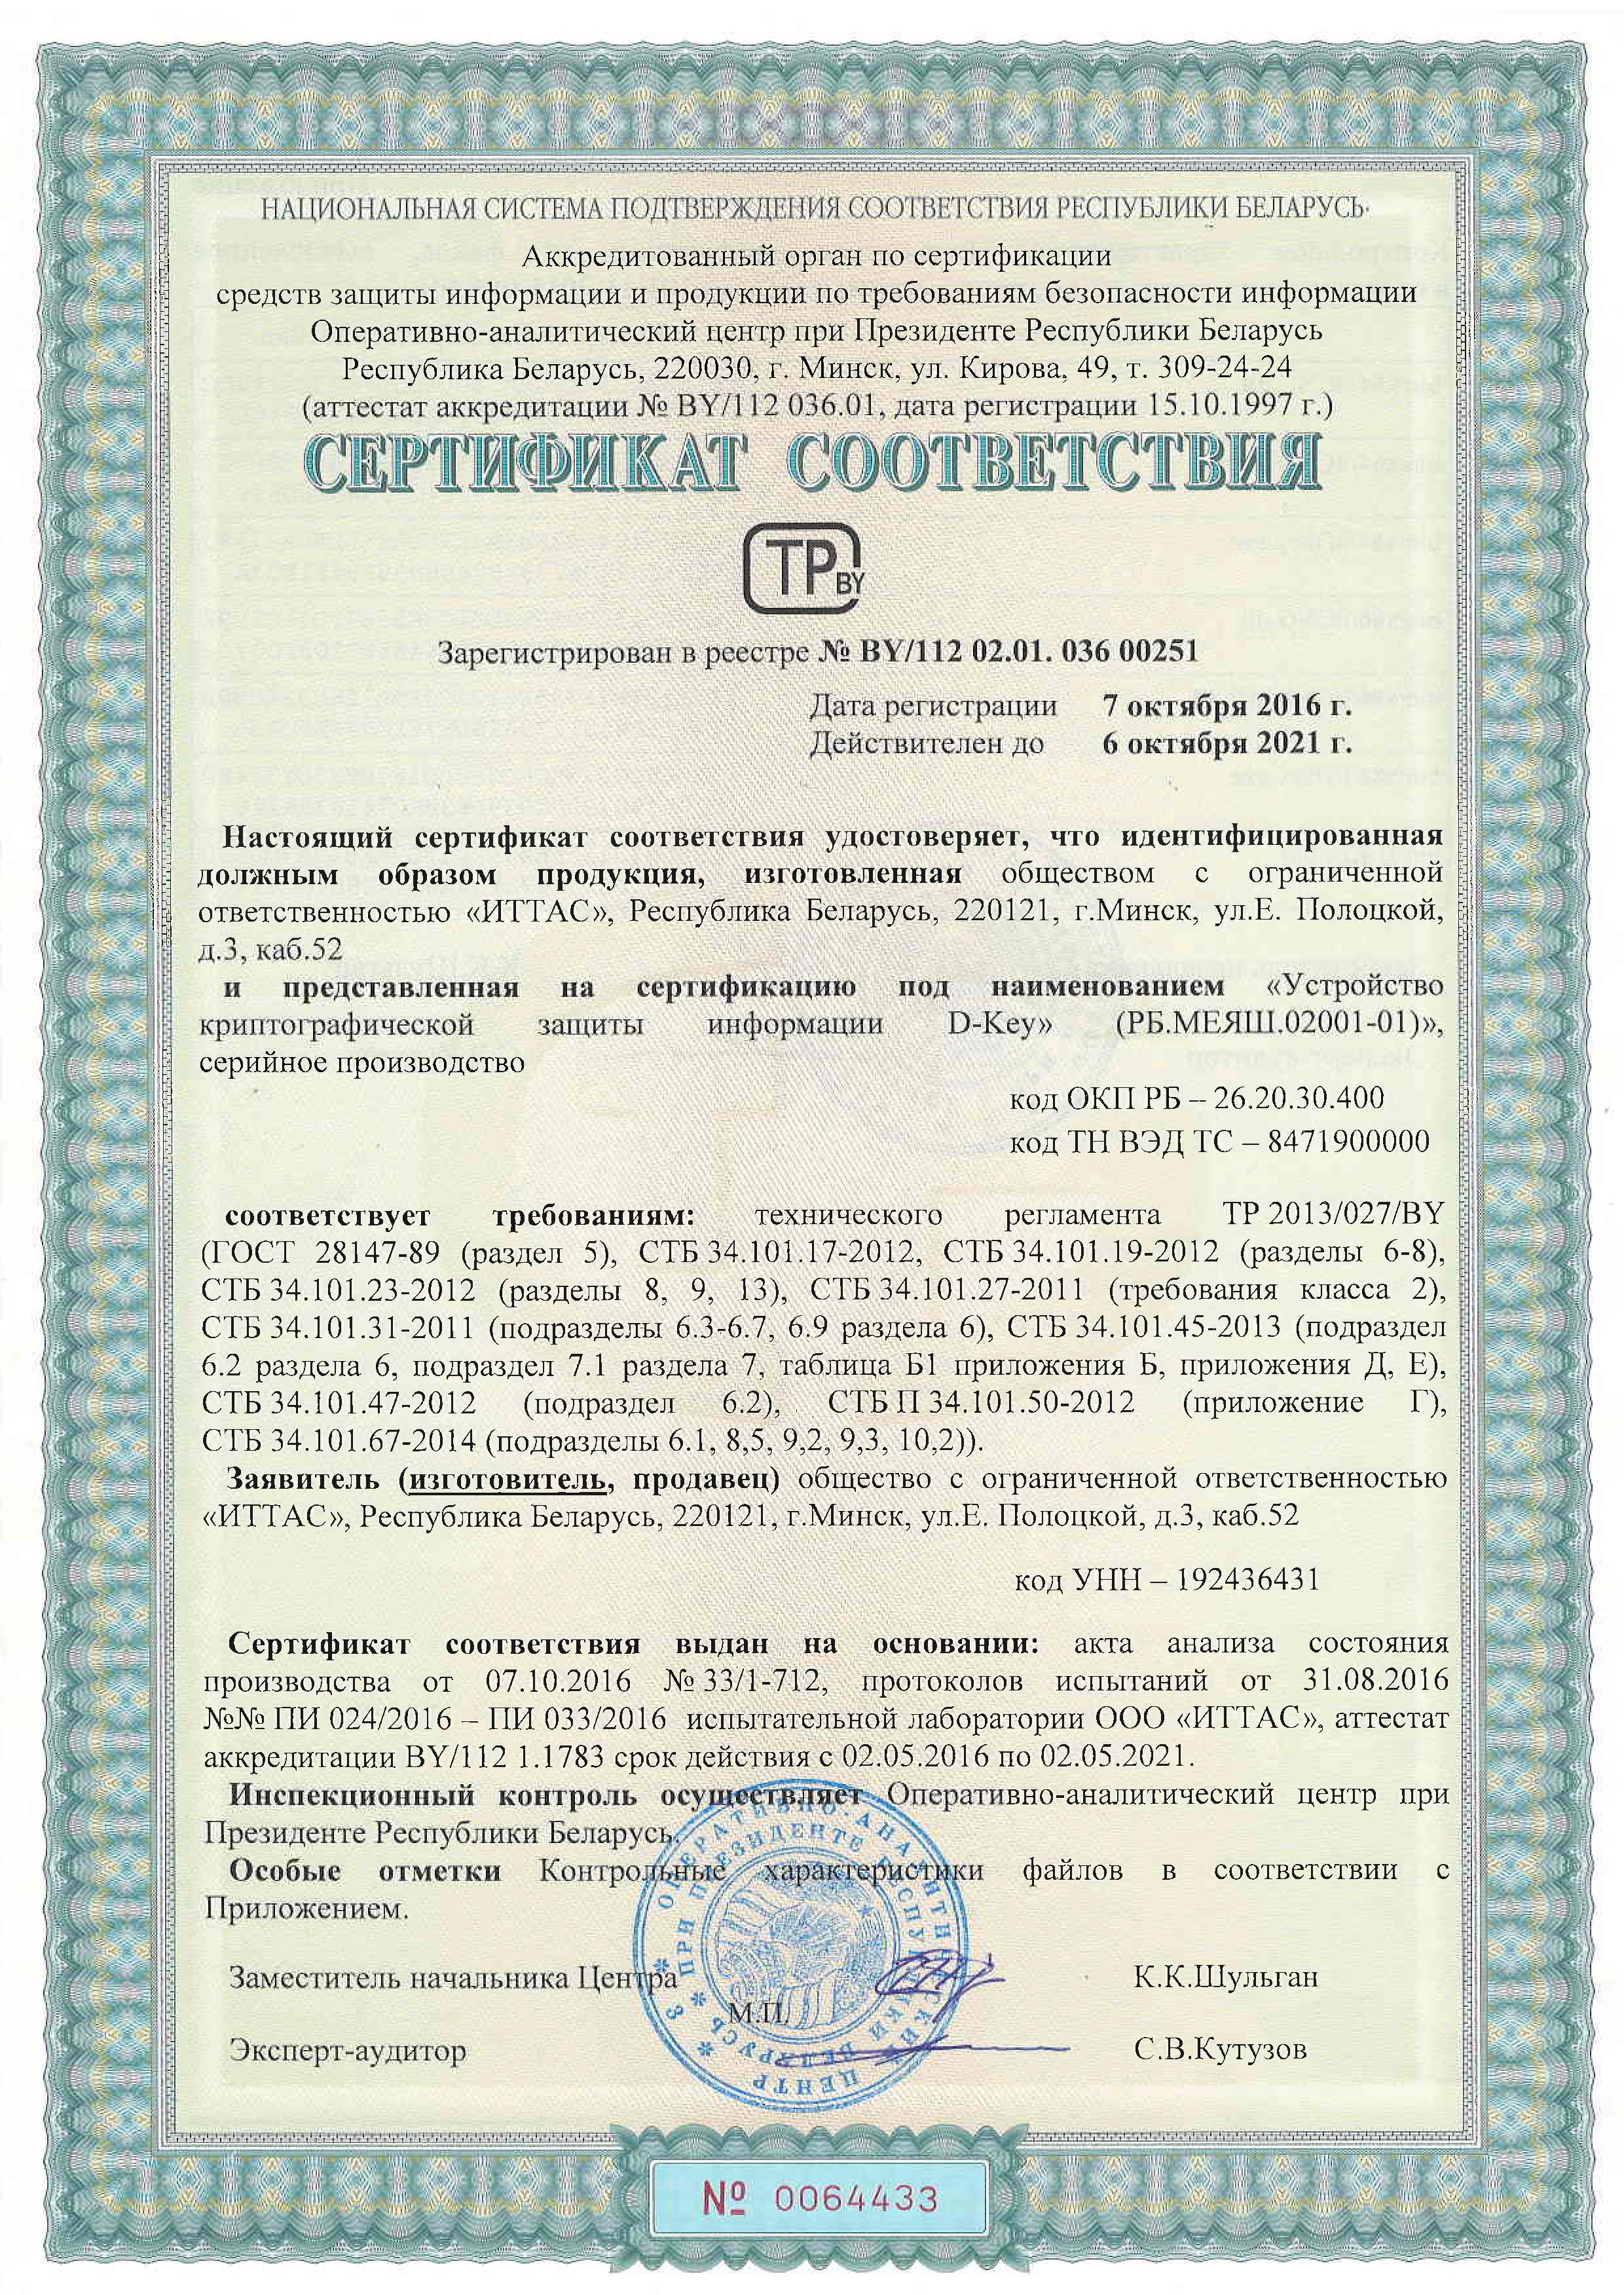 НАЦИОНАЛЬНАЯ СИСТЕМА ПОДТВЕРЖДЕНИЯ СООТВЕТСТВИЯ РЕСПУБЛИКИ БЕЛАРУСЬ
Аккредитованный орган по сертификации
средств защиты информации и продукции по требованиям безопасности информации
Оперативно-аналитический центр при Президенте Республики Беларусь
Республика Беларусь, 220030, г. Минск, ул. Кирова, 49, т. 309-24-24
(аттестат аккредитации № BY/112 036.01, дата регистрации 15.10.1997 г.)
СЕРТИФИКАТ СООТВЕТСТВИЯ
ТР BY
Зарегистрирован в реестре № BY/112 02.01. 036 00251
Дата регистрации 7 октября 2016 г.
Действителен до 6 октября 2021 г.
Настоящий сертификат соответствия удостоверяет, что идентифицированная
должным образом продукция, изготовленная обществом с ограниченной
ответственностью «ИТТАС», Республика Беларусь, 220121, г.Минск, ул.Е. Полоцкой,
д.3, каб.52
и представленная на сертификацию под наименованием «Устройство
криптографической защиты информации D-Key» (РБ.МЕЯШ.02001-01)»,
серийное производство
код ОКП РБ – 26.20.30.400
код ТН ВЭД ТС – 8471900000
соответствует требованиям: технического регламента ТР 2013/027/BY
(ГОСТ 28147-89 (раздел 5), СТБ 34.101.17-2012, СТБ 34.101.19-2012 (разделы 6-8),
СТБ 34.101.23-2012 (разделы 8, 9, 13), СТБ 34.101.27-2011 (требования класса 2),
СТБ 34.101.31-2011 (подразделы 6.3-6.7, 6.9 раздела 6), СТБ 34.101.45-2013 (подраздел
6.2 раздела 6, подраздел 7.1 раздела 7, таблица Б1 приложения Б, приложения Д, Е),
СТБ 34.101.47-2012 (подраздел 6.2), СТБ П 34.101.50-2012 (приложение Г),
СТБ 34.101.67-2014 (подразделы 6.1, 8,5, 9,2, 9,3, 10,2)).
Заявитель (изготовитель, продавец) общество с ограниченной ответственностью
«ИТТАС», Республика Беларусь, 220121, г.Минск, ул.Е. Полоцкой, д.3, каб.52
код УНН – 192436431
Сертификат соответствия выдан на основании: акта анализа состояния
производства от 07.10.2016 № 33/1-712, протоколов испытаний от 31.08.2016
№№ ПИ 024/2016 – ПИ 033/2016 испытательной лаборатории ООО «ИТТАС», аттестат
аккредитации BY/112 1.1783 срок действия с 02.05.2016 по 02.05.2021.
Инспекционный контроль осуществляет Оперативно-аналитический центр при
Президенте Республики Беларусь.
Особые отметки Контрольные характеристики файлов в соответствии с
Приложением.
Заместитель начальника Центра К.К.Шульган
М.П.
Эксперт-аудитор С.В.Кутузов
ОПЕРАТИВНО-АНАЛИТИЧЕСКИЙ ЦЕНТР * 3 *
ПРИ ПРЕЗИДЕНТЕ РЕСПУБЛИКИ БЕЛАРУСЬ *
№ 0064433